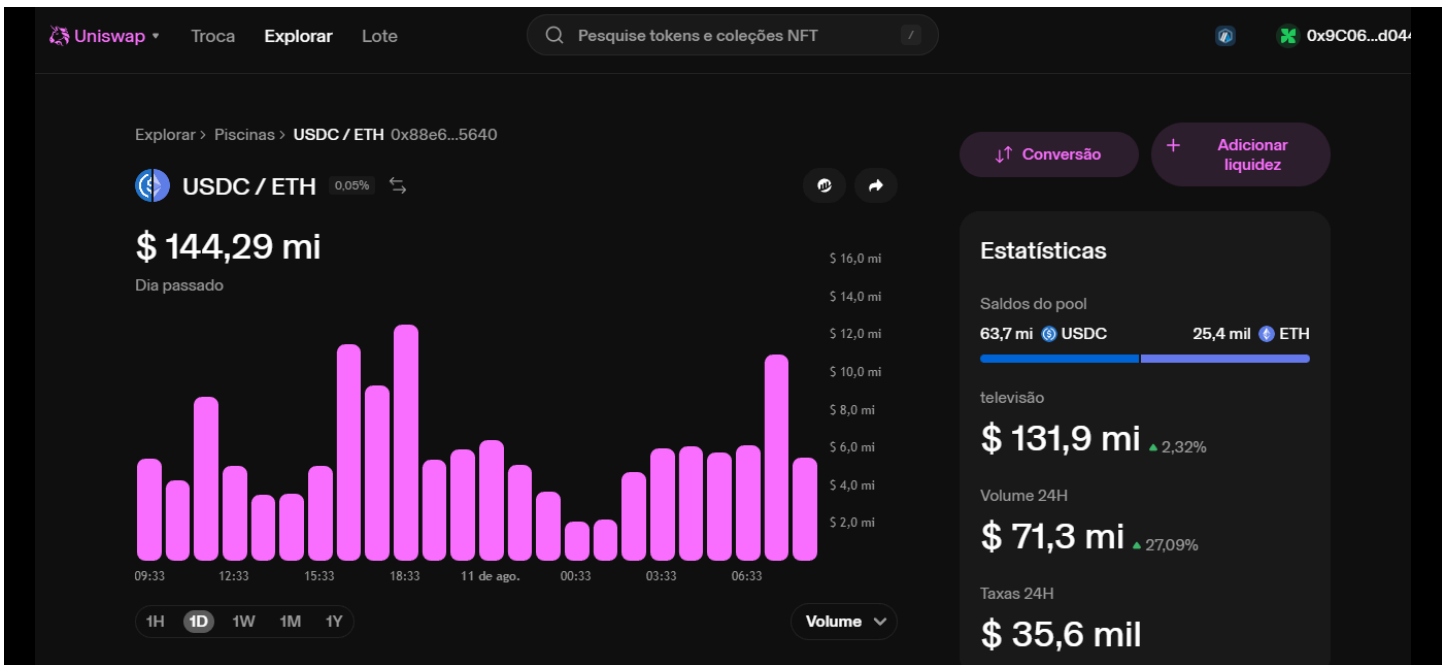 Uniswap Troca Explorar Lote Pesquise tokens e coleções NFT / 0x9C06...d044
Explorar > Piscinas > USDC / ETH 0x88e6...5640
USDC / ETH 0,05%
$ 144,29 mi
Dia passado
$ 16,0 mi
$ 14,0 mi
$ 12,0 mi
$ 10,0 mi
$ 8,0 mi
$ 6,0 mi
$ 4,0 mi
$ 2,0 mi
09:33 12:33 15:33 18:33 11 de ago. 00:33 03:33 06:33
1H 1D 1W 1M 1Y
Volume
Conversão
+ Adicionar
liquidez
Estatísticas
Saldos do pool
63,7 mi USDC 25,4 mil ETH
televisão
$ 131,9 mi 2,32%
Volume 24H
$ 71,3 mi 27,09%
Taxas 24H
$ 35,6 mil